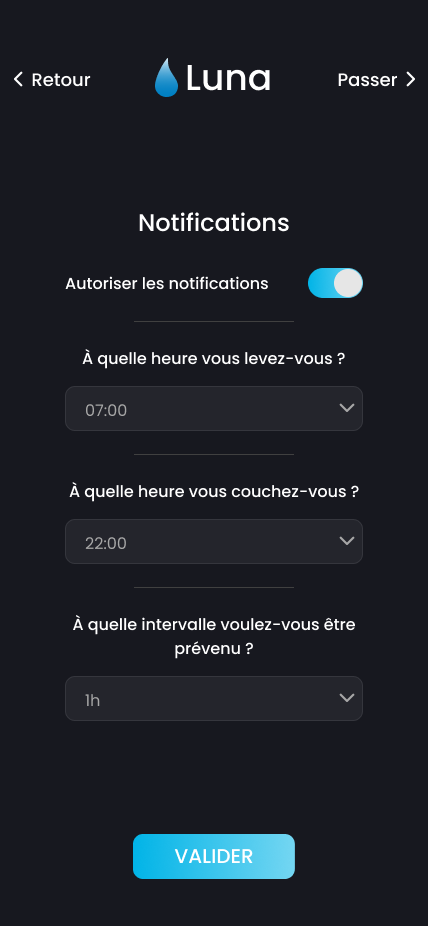 Retour
Luna
Passer
Notifications
Autoriser les notifications
À quelle heure vous levez-vous ?
07:00
À quelle heure vous couchez-vous ?
22:00
À quelle intervalle voulez-vous être
prévenu ?
1h
VALIDER